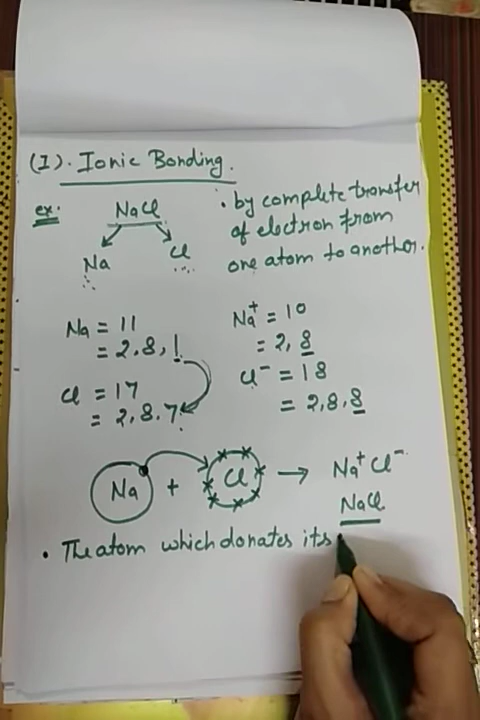 (I). Ionic Bonding.
ex:
NaCl
Na
Cl
• by complete transfer
of electron from
one atom to another.
Na = 11
= 2,8,1
Cl = 17
= 2,8,7
Na⁺ = 10
= 2,8
Cl⁻ = 18
= 2,8,8
Na + Cl → Na⁺Cl⁻
NaCl
• The atom which donates its